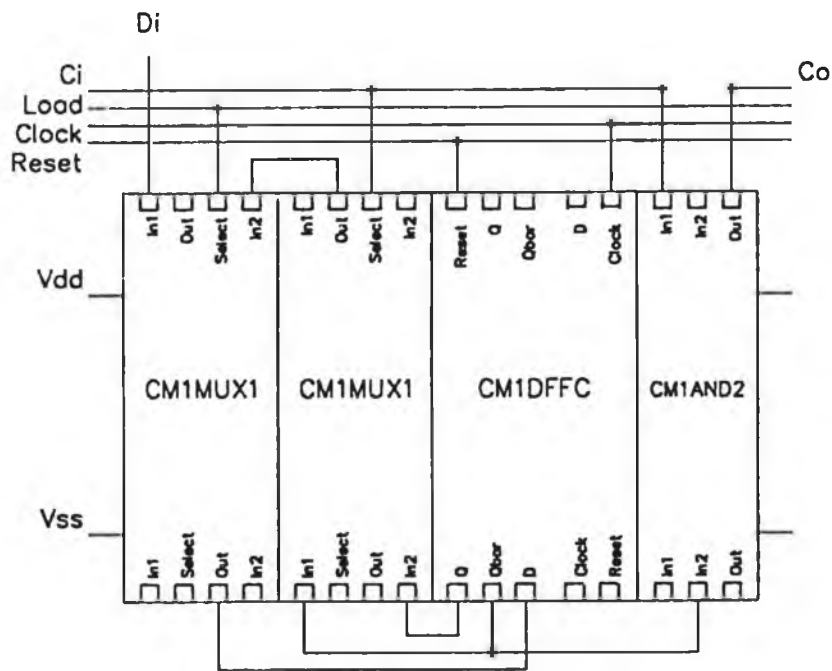 Di
Ci
Co
Load
Clock
Reset
In1 Out Select In2 In1 Out Select In2 Reset Q Qbar D Clock In1 In2 Out
Vdd
CM1MUX1 CM1MUX1 CM1DFFC CM1AND2
Vss
In1 Select Out In2 In1 Select Out In2 Q Qbar D Clock Reset In1 In2 Out